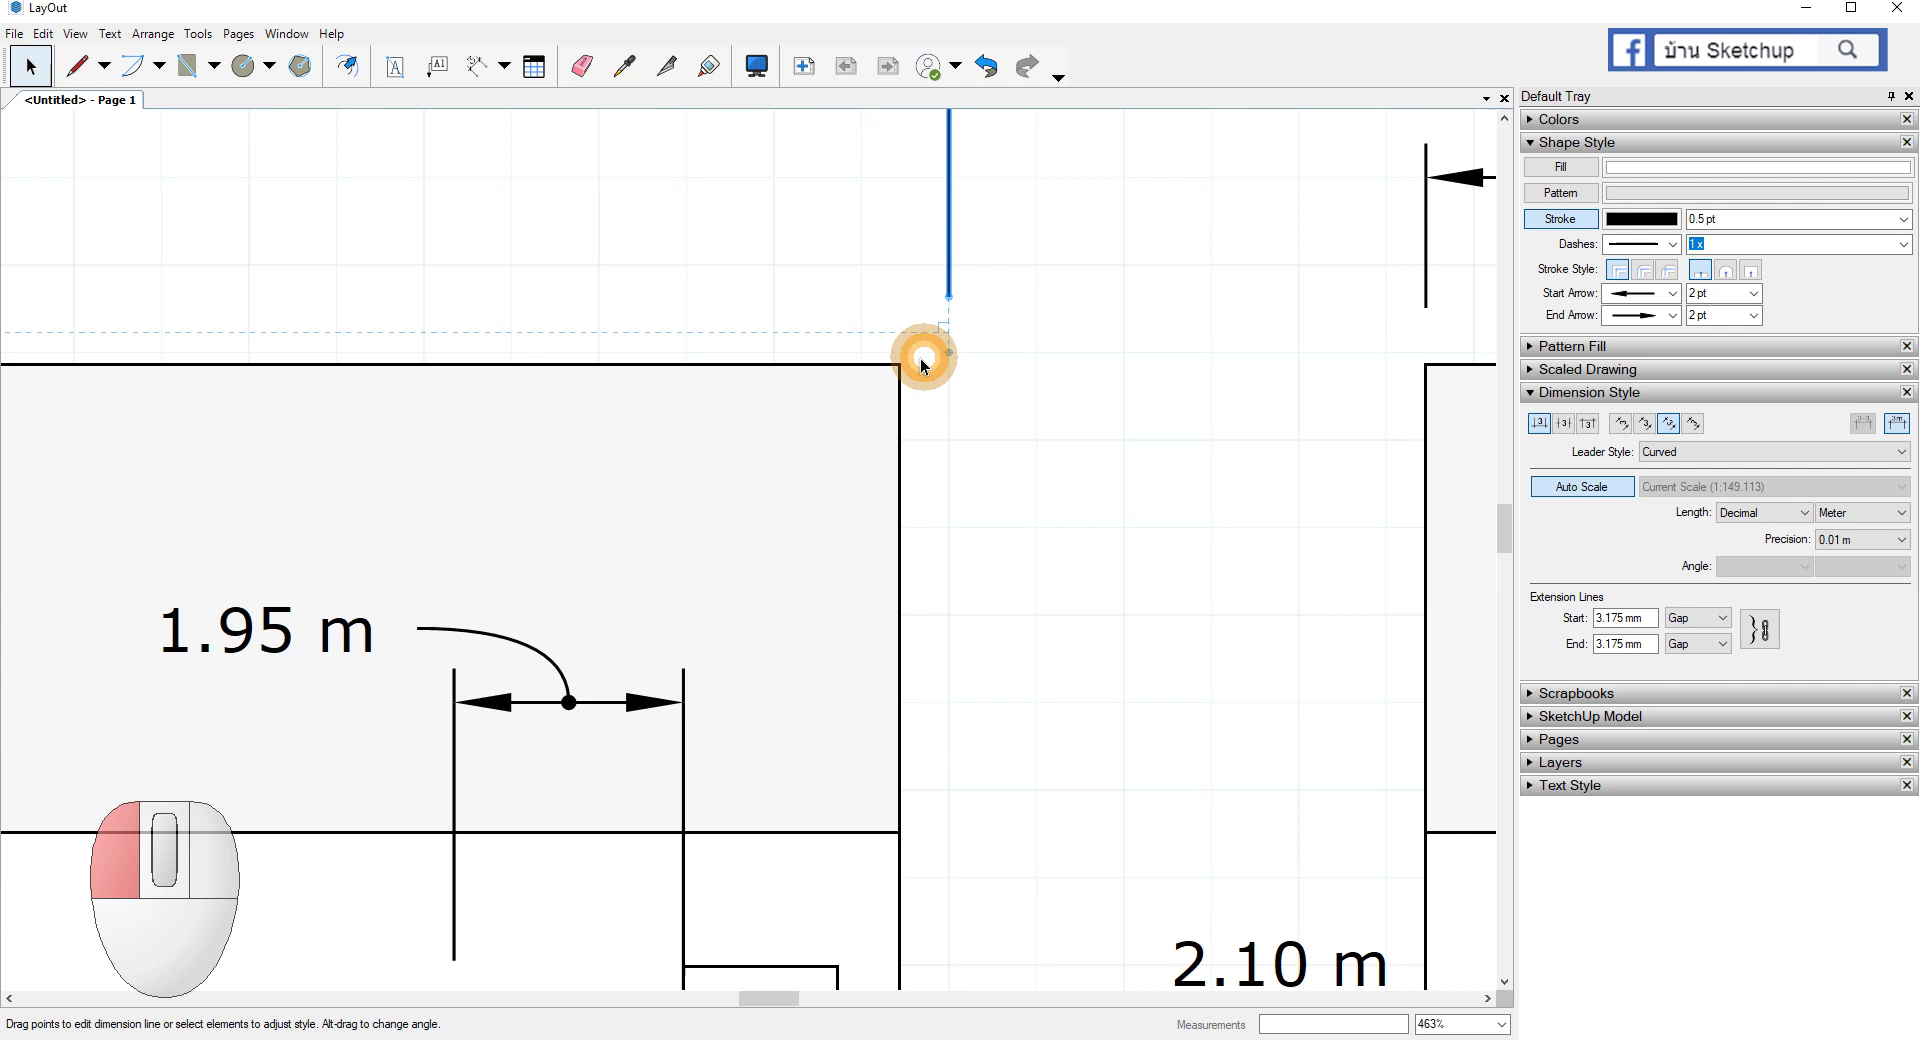 LayOut
File Edit View Text Arrange Tools Pages Window Help
บ้าน Sketchup
<Untitled> - Page 1
Default Tray
Colors
Shape Style
Fill
Pattern
Stroke 0.5 pt
Dashes: 1 x
Stroke Style:
Start Arrow: 2 pt
End Arrow: 2 pt
Pattern Fill
Scaled Drawing
Dimension Style
Leader Style: Curved
Auto Scale Current Scale (1:149.113)
Length: Decimal Meter
Precision: 0.01 m
Angle:
Extension Lines
Start: 3.175 mm Gap
End: 3.175 mm Gap
Scrapbooks
SketchUp Model
Pages
Layers
Text Style
1.95 m
2.10 m
Drag points to edit dimension line or select elements to adjust style. Alt-drag to change angle.
Measurements 463%